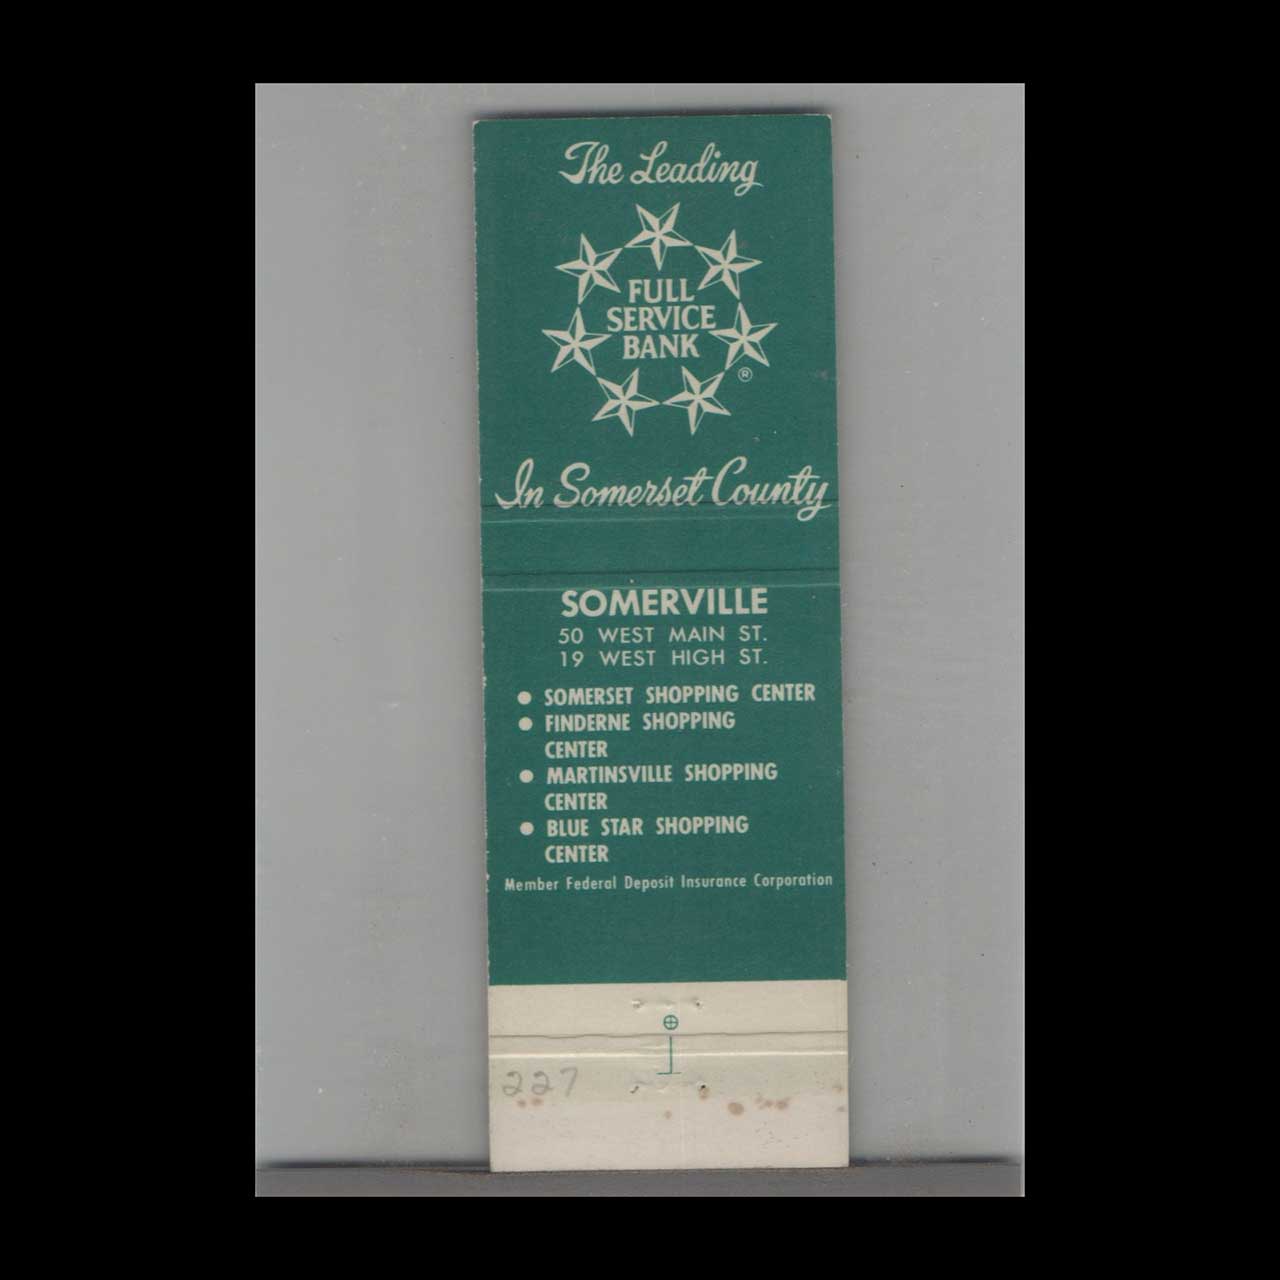 The Leading
FULL
SERVICE
BANK
®
In Somerset County
SOMERVILLE
50 WEST MAIN ST.
19 WEST HIGH ST.
● SOMERSET SHOPPING CENTER
● FINDERNE SHOPPING
CENTER
● MARTINSVILLE SHOPPING
CENTER
● BLUE STAR SHOPPING
CENTER
Member Federal Deposit Insurance Corporation
227